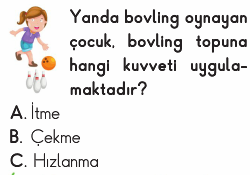 Yanda bovling oynayan
çocuk, bovling topuna
hangi kuvveti uygula-
maktadır?
A. İtme
B. Çekme
C. Hızlanma